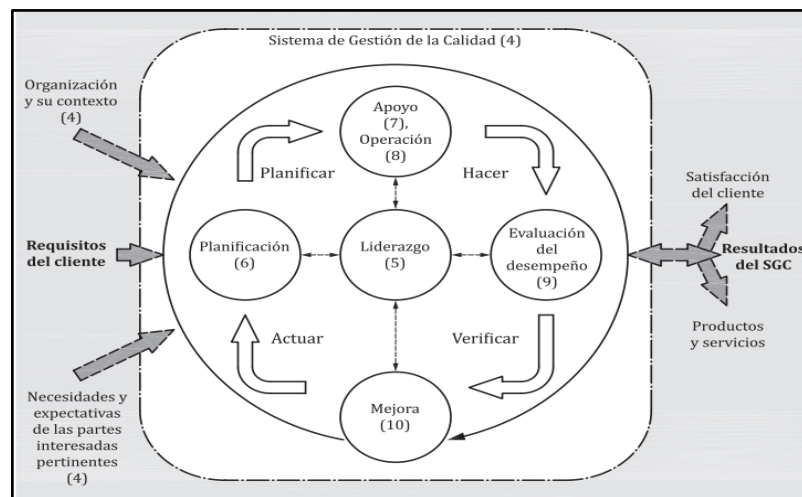 Sistema de Gestión de la Calidad (4)
Organización
y su contexto
(4)
Apoyo
(7),
Operación
(8)
Planificar
Hacer
Satisfacción
del cliente
Requisitos
del cliente
Planificación
(6)
Liderazgo
(5)
Evaluación
del
desempeño
(9)
Resultados
del SGC
Actuar
Verificar
Productos
y servicios
Necesidades y
expectativas
de las partes
interesadas
pertinentes
(4)
Mejora
(10)